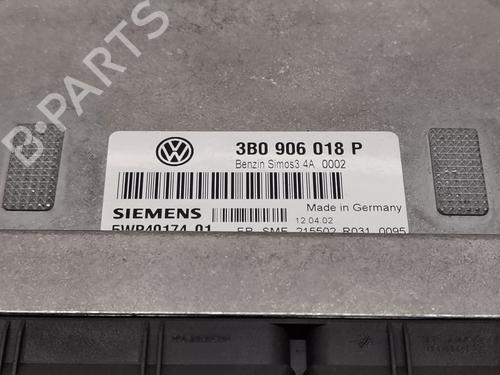 3B0 906 018 P
Benzin Simos3.4A 0002
Made in Germany
SIEMENS
12.04.02
5WP40174 01
FR SME 215502 R031 0095
B-PARTS